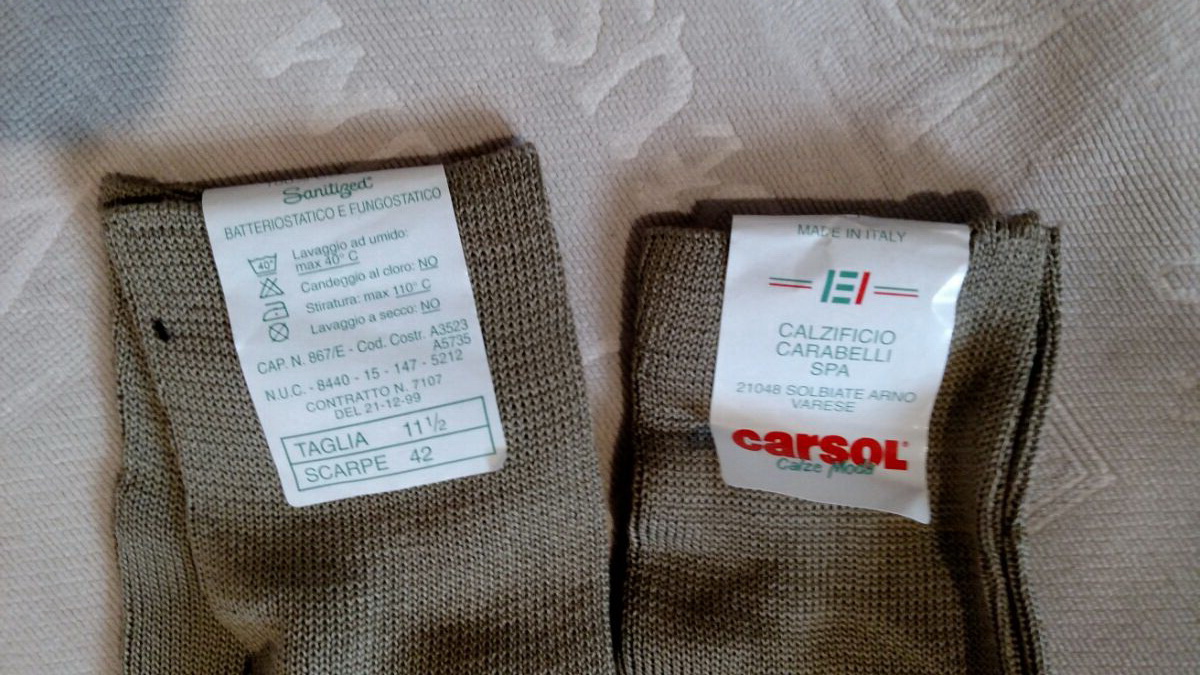 Sanitized
BATTERIOSTATICO E FUNGOSTATICO
40°
Lavaggio ad umido:
max 40° C
Candeggio al cloro: NO
Stiratura: max 110° C
Lavaggio a secco: NO
CAP. N. 867/E - Cod. Costr. A3523
A5735
N.U.C. - 8440 - 15 - 147 - 5212
CONTRATTO N. 7107
DEL 21-12-99
TAGLIA 11 1/2
SCARPE 42
MADE IN ITALY
CALZIFICIO
CARABELLI
SPA
21048 SOLBIATE ARNO
VARESE
carsol®
Calze Moda